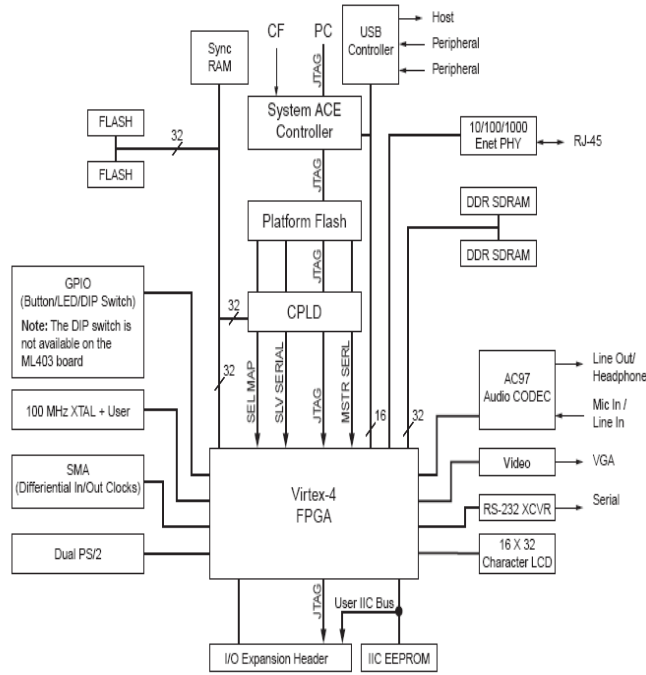 CF
PC
USB
Controller
Host
Peripheral
Peripheral
Sync
RAM
JTAG
System ACE
Controller
FLASH
FLASH
32
10/100/1000
Enet PHY
RJ-45
JTAG
DDR SDRAM
DDR SDRAM
Platform Flash
JTAG
GPIO
(Button/LED/DIP Switch)
Note: The DIP switch is
not available on the
ML403 board
32
CPLD
32
SEL MAP
SLV SERIAL
JTAG
MSTR SERL
16
32
AC97
Audio CODEC
Line Out/
Headphone
Mic In /
Line In
100 MHz XTAL + User
Video
VGA
SMA
(Differential In/Out Clocks)
Virtex-4
FPGA
RS-232 XCVR
Serial
Dual PS/2
16 X 32
Character LCD
JTAG
User IIC Bus
I/O Expansion Header
IIC EEPROM